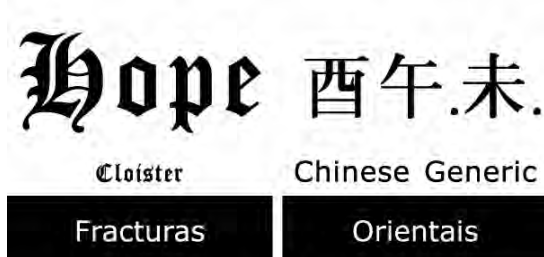 Hope 酉午.未.
Cloister Chinese Generic
Fracturas Orientais